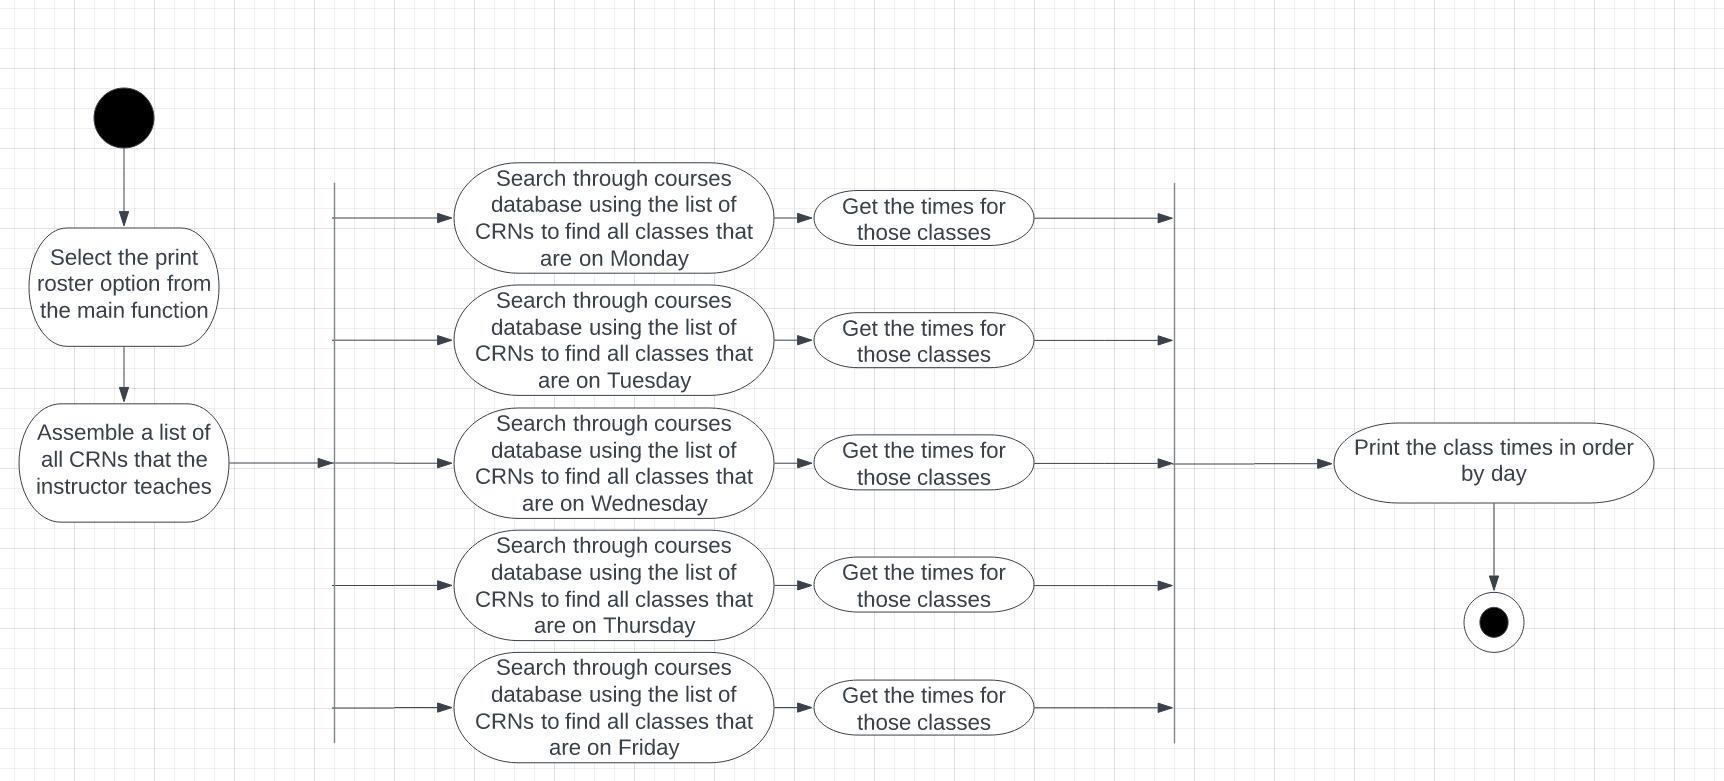 Select the print
roster option from
the main function
Assemble a list of
all CRNs that the
instructor teaches
Search through courses
database using the list of
CRNs to find all classes that
are on Monday
Get the times for
those classes
Search through courses
database using the list of
CRNs to find all classes that
are on Tuesday
Get the times for
those classes
Search through courses
database using the list of
CRNs to find all classes that
are on Wednesday
Get the times for
those classes
Search through courses
database using the list of
CRNs to find all classes that
are on Thursday
Get the times for
those classes
Search through courses
database using the list of
CRNs to find all classes that
are on Friday
Get the times for
those classes
Print the class times in order
by day